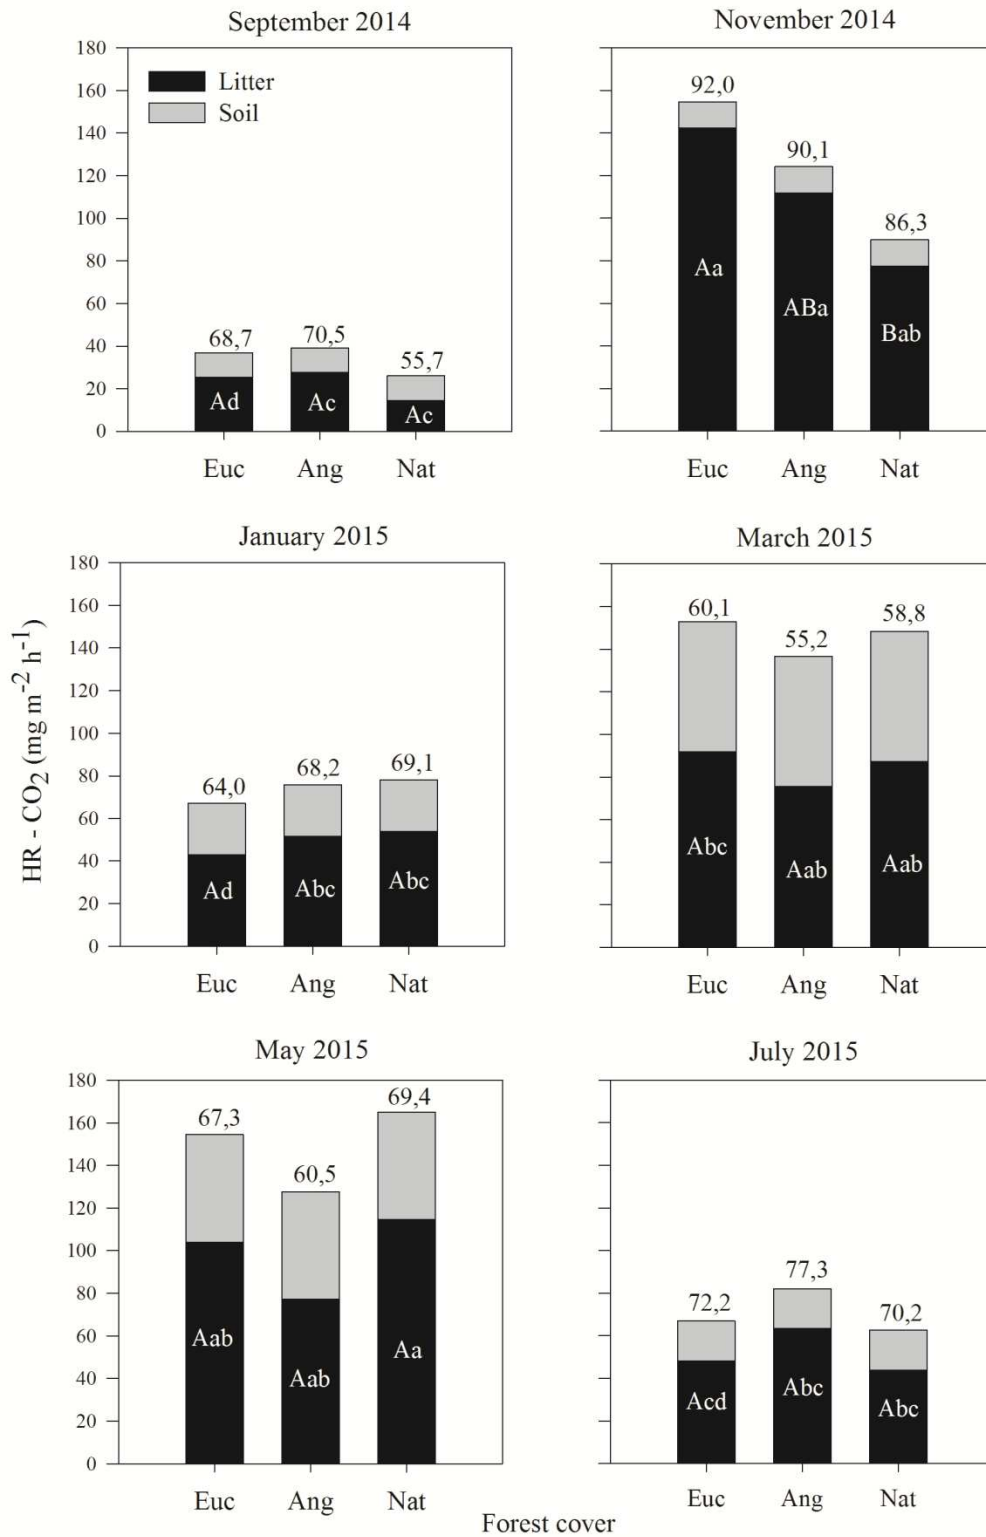 September 2014
180
160
140
120
100
80
60
40
20
0
Litter
Soil
68,7
70,5
55,7
Ad
Ac
Ac
Euc
Ang
Nat
November 2014
92,0
90,1
86,3
Aa
ABa
Bab
Euc
Ang
Nat
HR - CO2 (mg m-2 h-1)
January 2015
180
160
140
120
100
80
60
40
20
0
64,0
68,2
69,1
Ad
Abc
Abc
Euc
Ang
Nat
March 2015
60,1
55,2
58,8
Abc
Aab
Aab
Euc
Ang
Nat
May 2015
180
160
140
120
100
80
60
40
20
0
67,3
60,5
69,4
Aab
Aab
Aa
Euc
Ang
Nat
July 2015
72,2
77,3
70,2
Acd
Abc
Abc
Euc
Ang
Nat
Forest cover